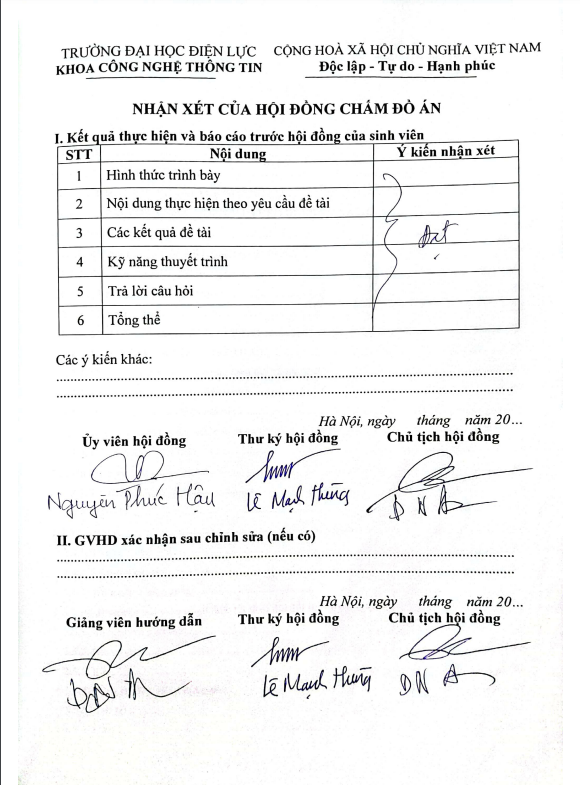 TRƯỜNG ĐẠI HỌC ĐIỆN LỰC CỘNG HOÀ XÃ HỘI CHỦ NGHĨA VIỆT NAM
KHOA CÔNG NGHỆ THÔNG TIN Độc lập - Tự do - Hạnh phúc
NHẬN XÉT CỦA HỘI ĐỒNG CHẤM ĐỒ ÁN
I. Kết quả thực hiện và báo cáo trước hội đồng của sinh viên
STT Nội dung Ý kiến nhận xét
1 Hình thức trình bày
2 Nội dung thực hiện theo yêu cầu đề tài
3 Các kết quả đề tài Đạt
4 Kỹ năng thuyết trình
5 Trả lời câu hỏi
6 Tổng thể
Các ý kiến khác:
Hà Nội, ngày tháng năm 20…
Ủy viên hội đồng Thư ký hội đồng Chủ tịch hội đồng
Nguyễn Phúc Hậu Lê Mạnh Hùng D N A
II. GVHD xác nhận sau chỉnh sửa (nếu có)
Hà Nội, ngày tháng năm 20…
Giảng viên hướng dẫn Thư ký hội đồng Chủ tịch hội đồng
Lê Mạnh Hùng DN A